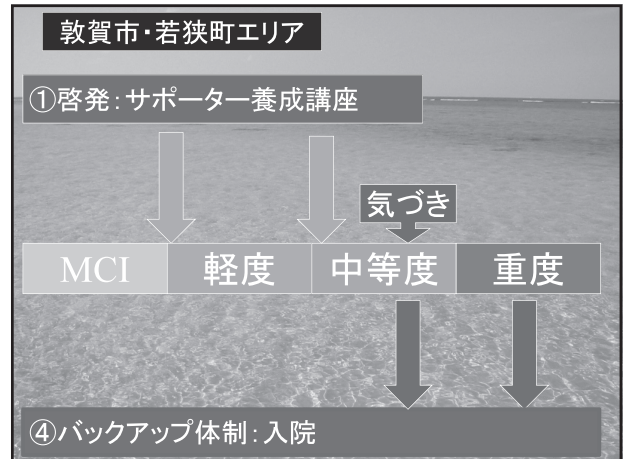 敦賀市・若狭町エリア
①啓発：サポーター養成講座
気づき
MCI 軽度 中等度 重度
④バックアップ体制：入院